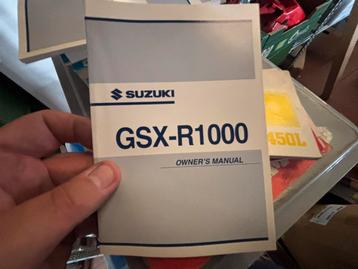 SUZUKI
GSX-R1000
OWNER'S MANUAL
450L